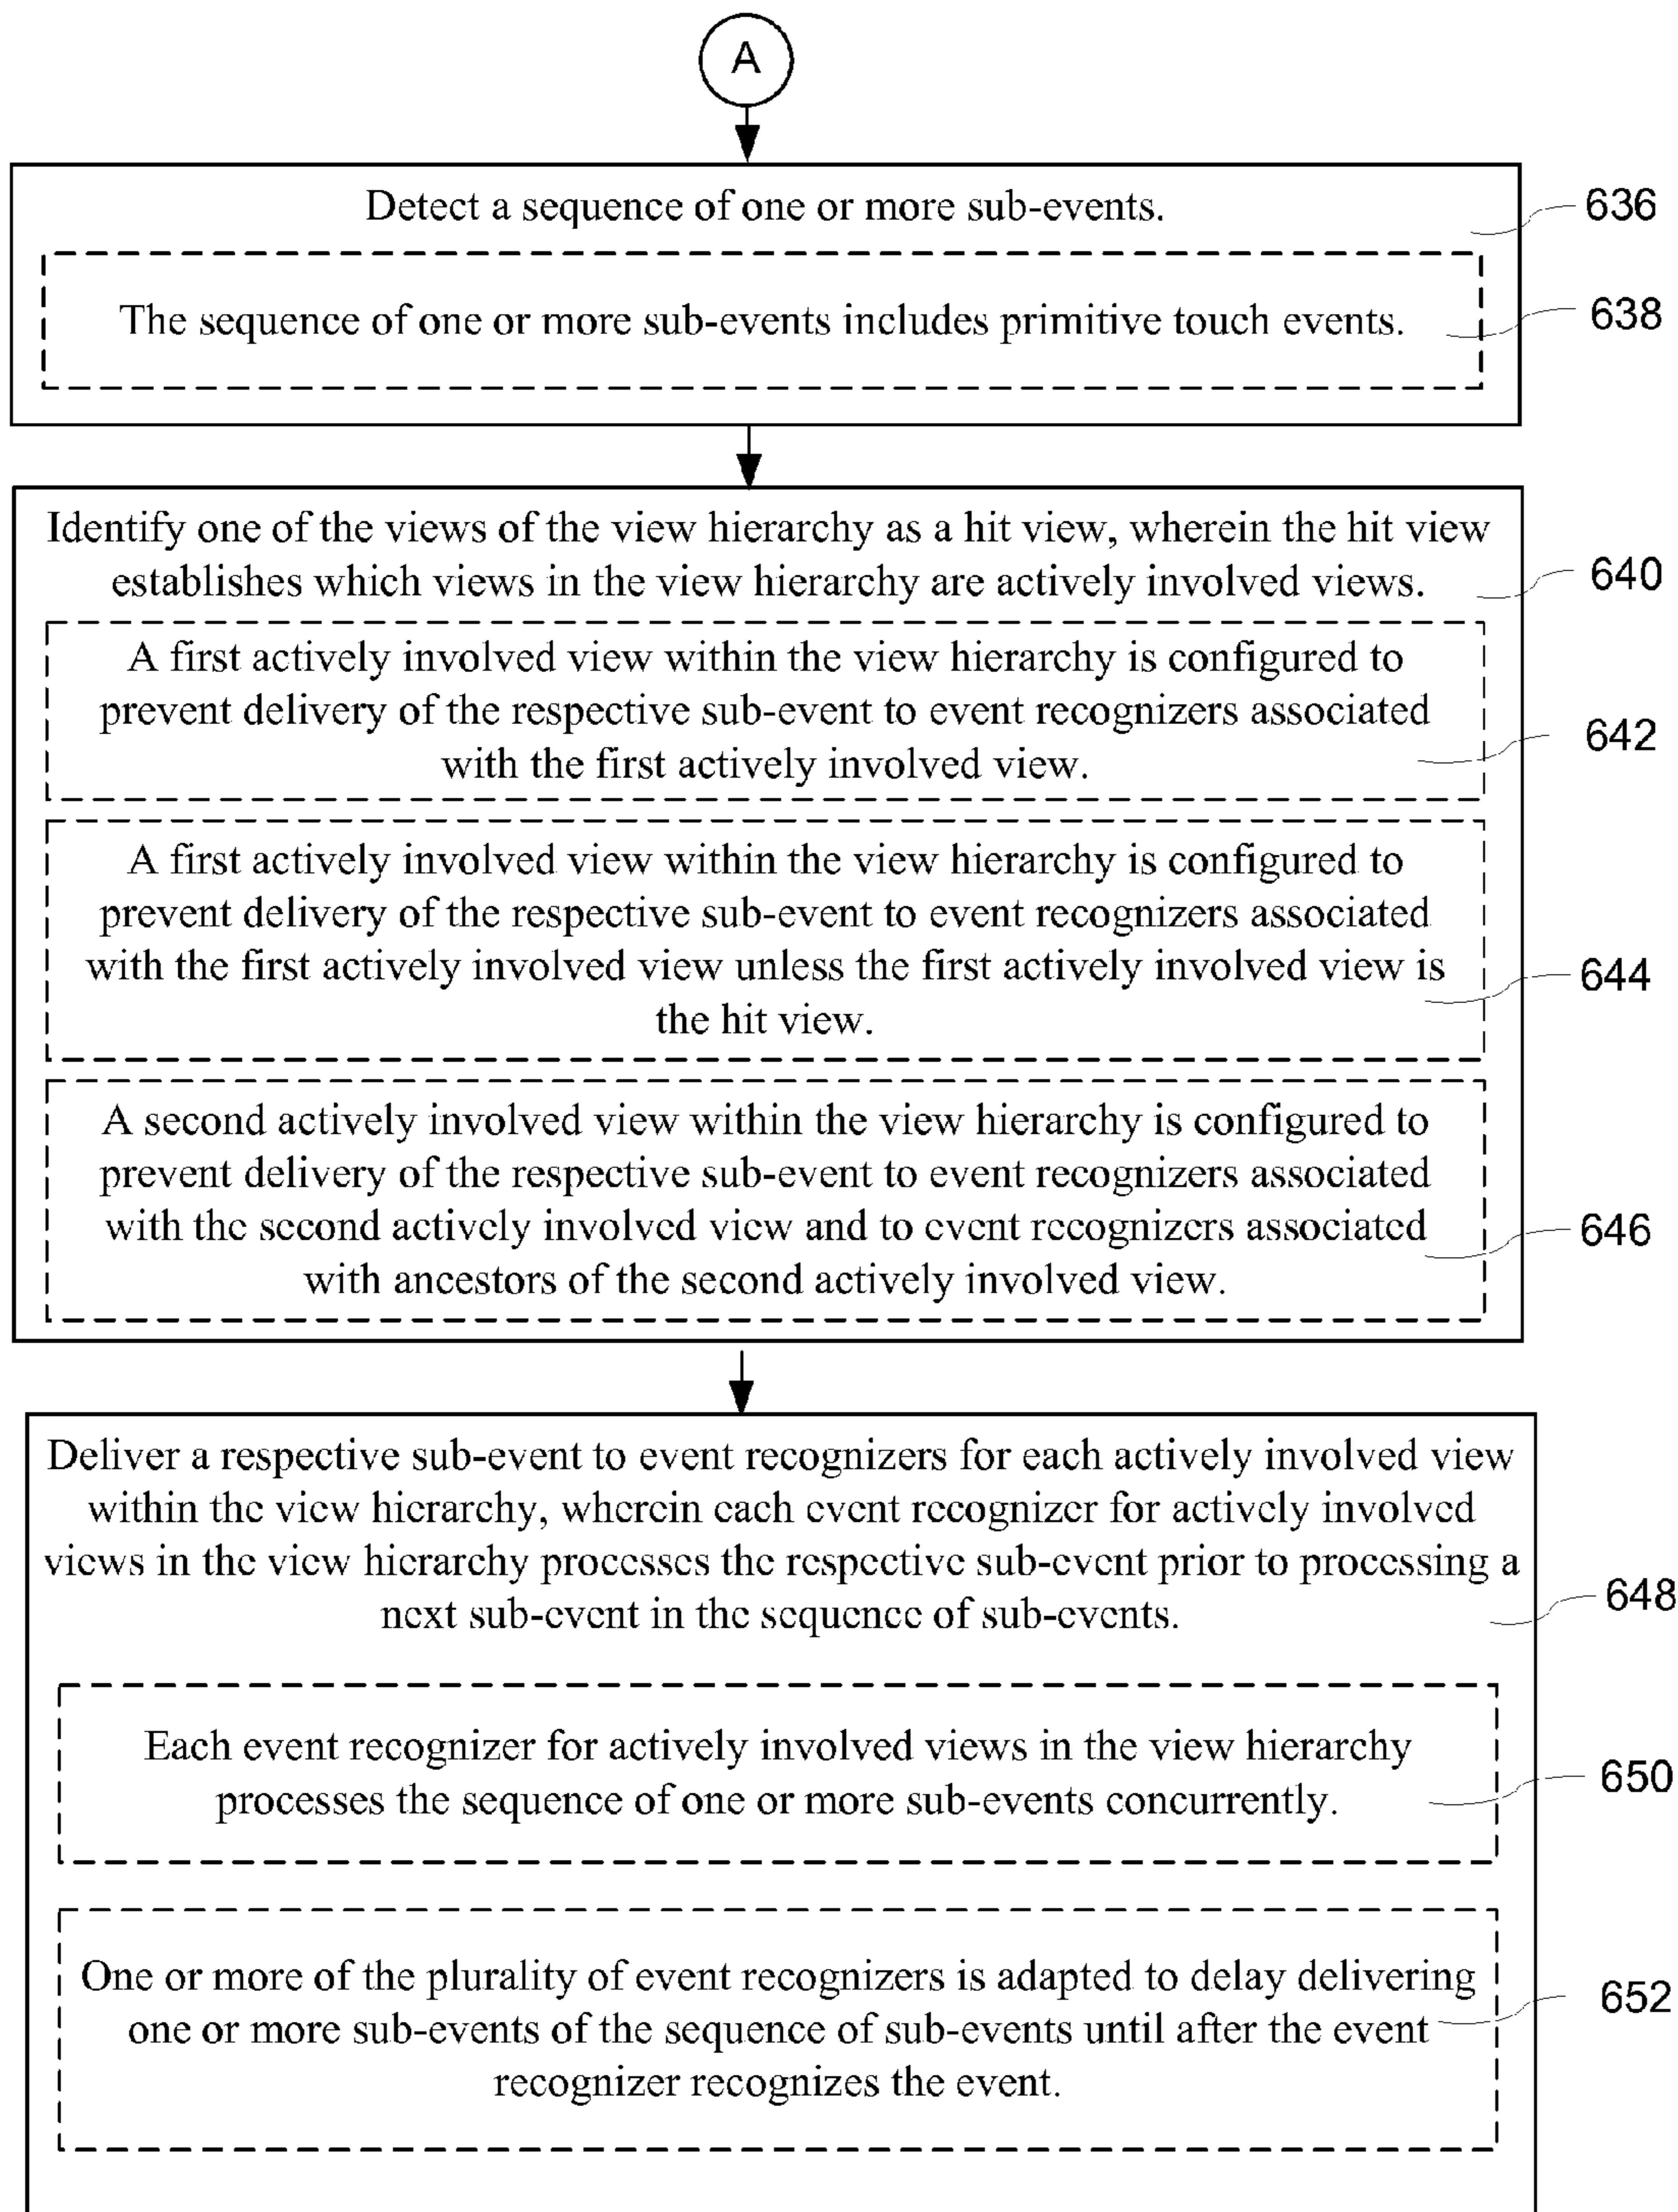 A
Detect a sequence of one or more sub-events.
636
The sequence of one or more sub-events includes primitive touch events.
638
Identify one of the views of the view hierarchy as a hit view, wherein the hit view
establishes which views in the view hierarchy are actively involved views.
640
A first actively involved view within the view hierarchy is configured to
prevent delivery of the respective sub-event to event recognizers associated
with the first actively involved view.
642
A first actively involved view within the view hierarchy is configured to
prevent delivery of the respective sub-event to event recognizers associated
with the first actively involved view unless the first actively involved view is
the hit view.
644
A second actively involved view within the view hierarchy is configured to
prevent delivery of the respective sub-event to event recognizers associated
with the second actively involved view and to event recognizers associated
with ancestors of the second actively involved view.
646
Deliver a respective sub-event to event recognizers for each actively involved view
within the view hierarchy, wherein each event recognizer for actively involved
views in the view hierarchy processes the respective sub-event prior to processing a
next sub-event in the sequence of sub-events.
648
Each event recognizer for actively involved views in the view hierarchy
processes the sequence of one or more sub-events concurrently.
650
One or more of the plurality of event recognizers is adapted to delay delivering
one or more sub-events of the sequence of sub-events until after the event
recognizer recognizes the event.
652